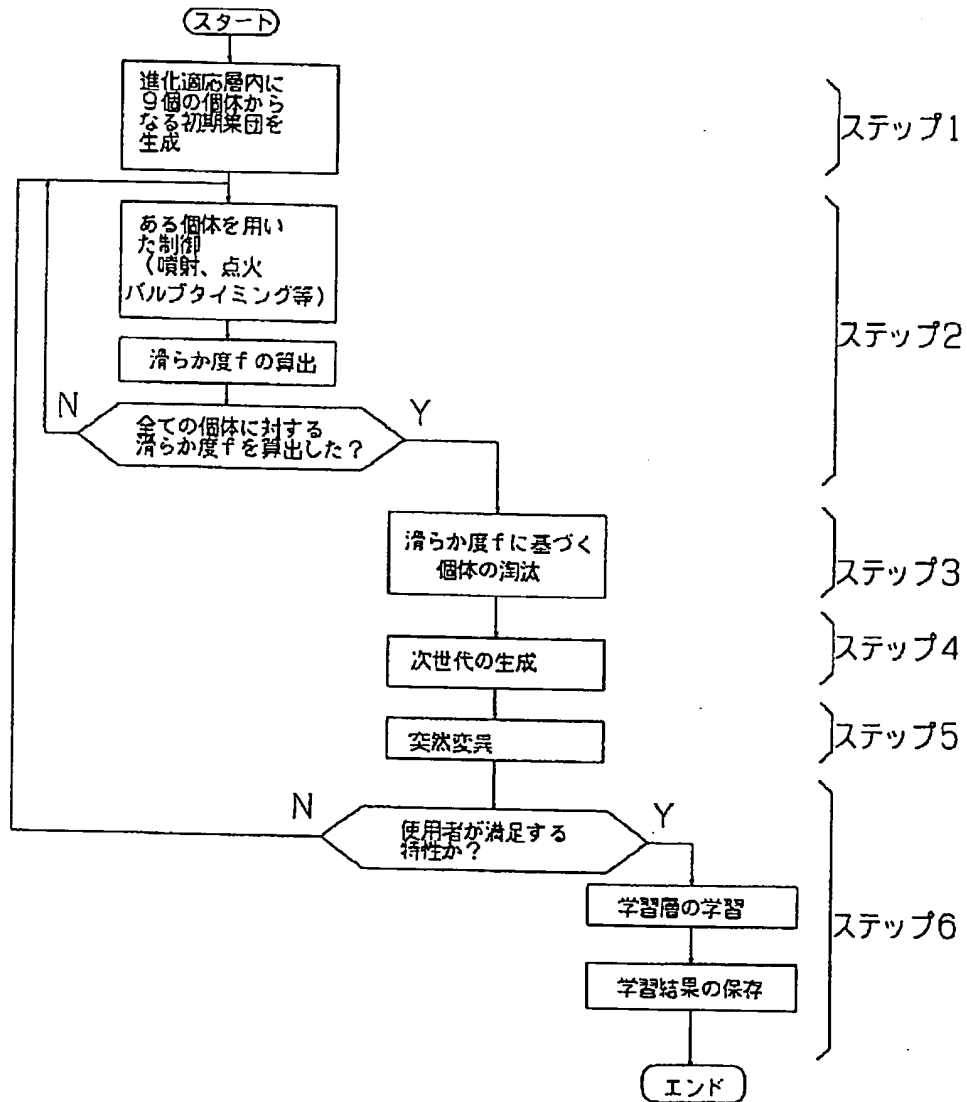 スタート
進化適応層内に
9個の個体から
なる初期集団を
生成
ステップ1
ある個体を用い
た制御
(噴射、点火
バルブタイミング等)
滑らか度fの算出
N
Y
全ての個体に対する
滑らか度fを算出した?
ステップ2
滑らか度fに基づく
個体の淘汰
ステップ3
次世代の生成
ステップ4
突然変異
ステップ5
N
Y
使用者が満足する
特性か?
学習層の学習
学習結果の保存
ステップ6
エンド